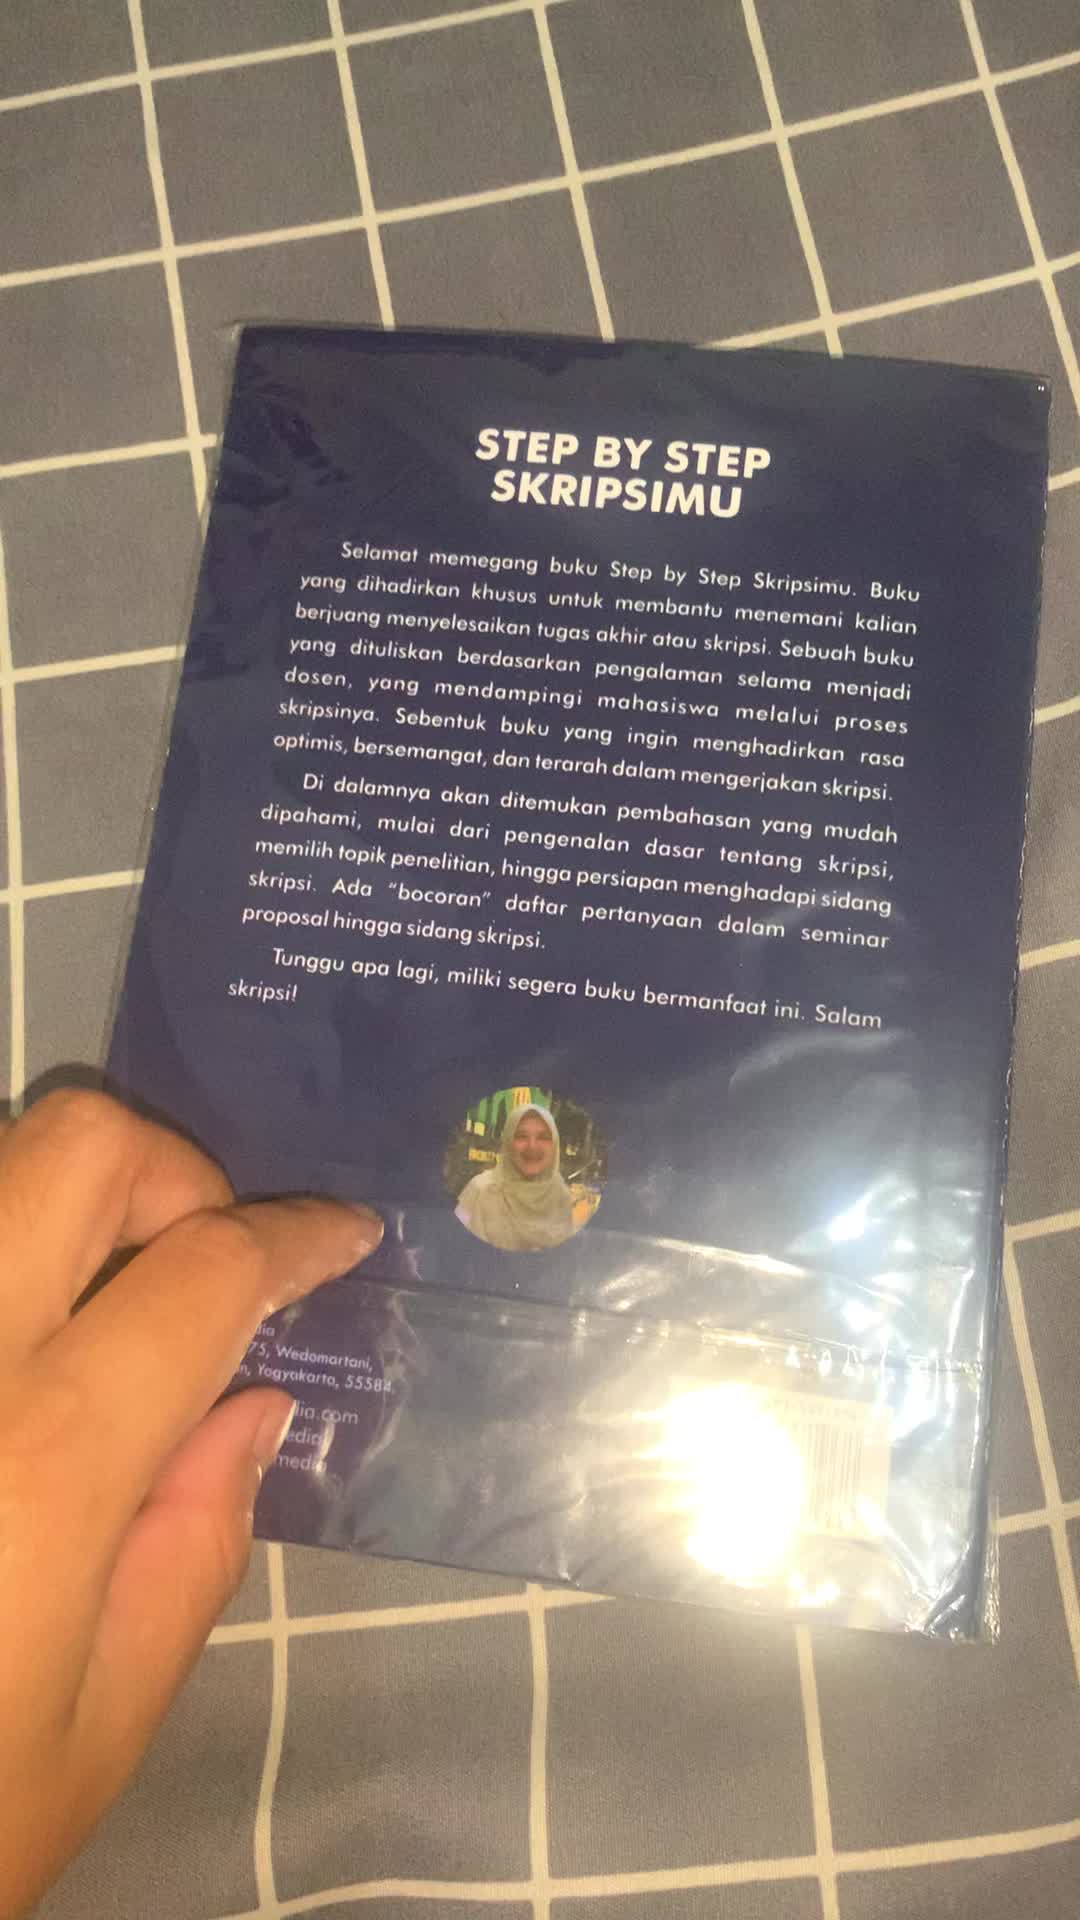 STEP BY STEP
SKRIPSIMU
Selamat memegang buku Step by Step Skripsimu. Buku
yang dihadirkan khusus untuk membantu menemani kalian
berjuang menyelesaikan tugas akhir atau skripsi. Sebuah buku
yang dituliskan berdasarkan pengalaman selama menjadi
dosen, yang mendampingi mahasiswa melalui proses
skripsinya. Sebentuk buku yang ingin menghadirkan rasa
optimis, bersemangat, dan terarah dalam mengerjakan skripsi.
Di dalamnya akan ditemukan pembahasan yang mudah
dipahami, mulai dari pengenalan dasar tentang skripsi,
memilih topik penelitian, hingga persiapan menghadapi sidang
skripsi. Ada "bocoran" daftar pertanyaan dalam seminar
proposal hingga sidang skripsi.
Tunggu apa lagi, miliki segera buku bermanfaat ini. Salam
skripsi!
75, Wedomartani,
Yogyakarta, 55584.